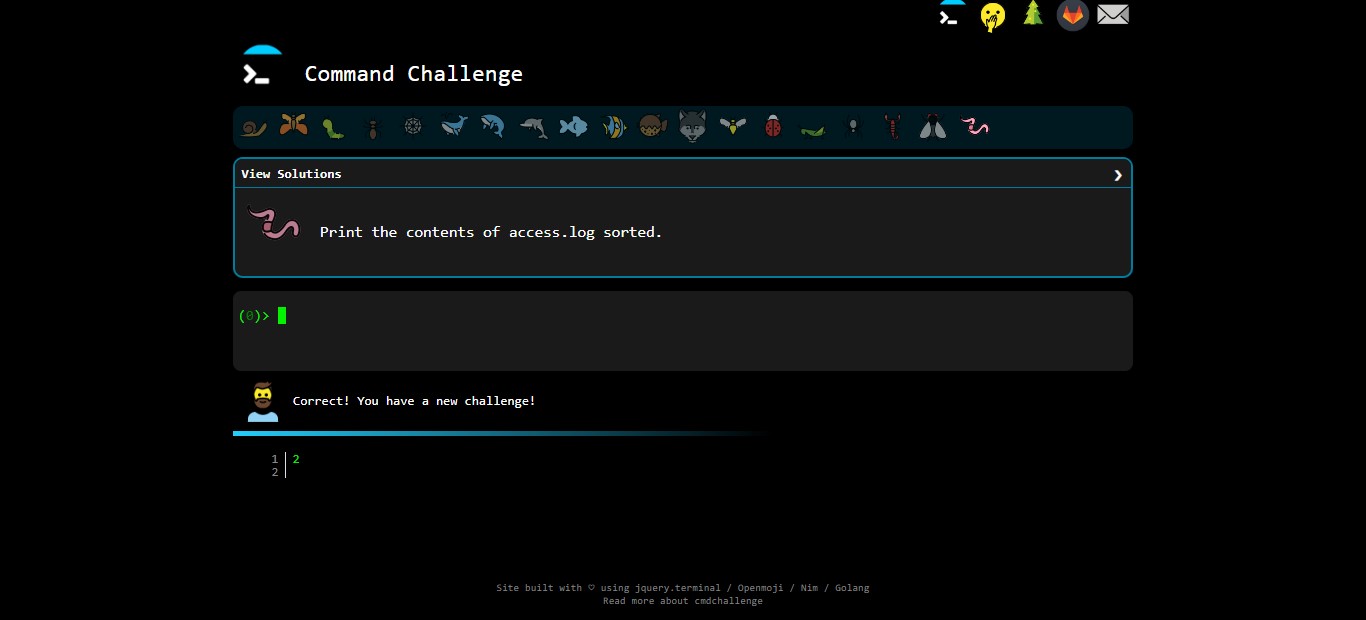 Command Challenge
View Solutions
Print the contents of access.log sorted.
(0)>
Correct! You have a new challenge!
1 2
2
Site built with ♡ using jquery.terminal / Openmoji / Nim / Golang
Read more about cmdchallenge